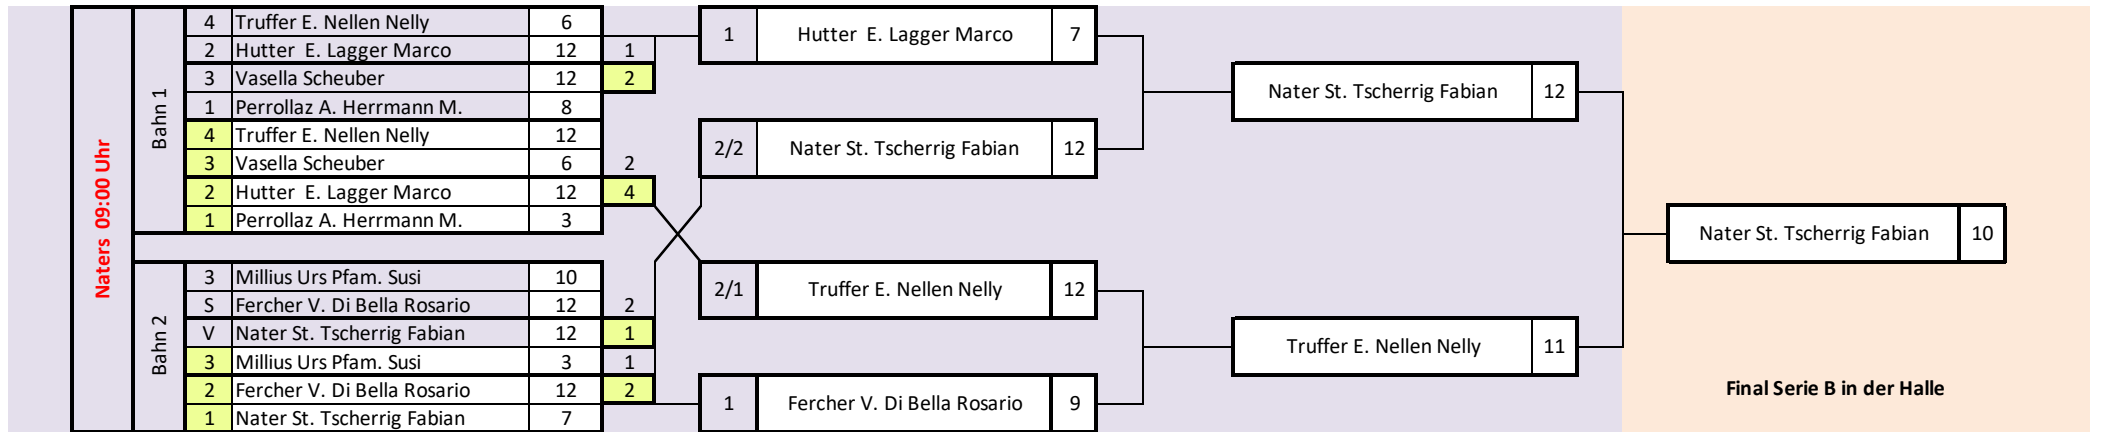 Naters 09:00 Uhr
Bahn 1
4 Truffer E. Nellen Nelly 6
2 Hutter E. Lagger Marco 12 1
3 Vasella Scheuber 12 2
1 Perrollaz A. Herrmann M. 8
4 Truffer E. Nellen Nelly 12
3 Vasella Scheuber 6 2
2 Hutter E. Lagger Marco 12 4
1 Perrollaz A. Herrmann M. 3
Bahn 2
3 Millius Urs Pfam. Susi 10
S Fercher V. Di Bella Rosario 12 2
V Nater St. Tscherrig Fabian 12 1
3 Millius Urs Pfam. Susi 3 1
2 Fercher V. Di Bella Rosario 12 2
1 Nater St. Tscherrig Fabian 7
1 Hutter E. Lagger Marco 7
2/2 Nater St. Tscherrig Fabian 12
2/1 Truffer E. Nellen Nelly 12
1 Fercher V. Di Bella Rosario 9
Nater St. Tscherrig Fabian 12
Truffer E. Nellen Nelly 11
Nater St. Tscherrig Fabian 10
Final Serie B in der Halle